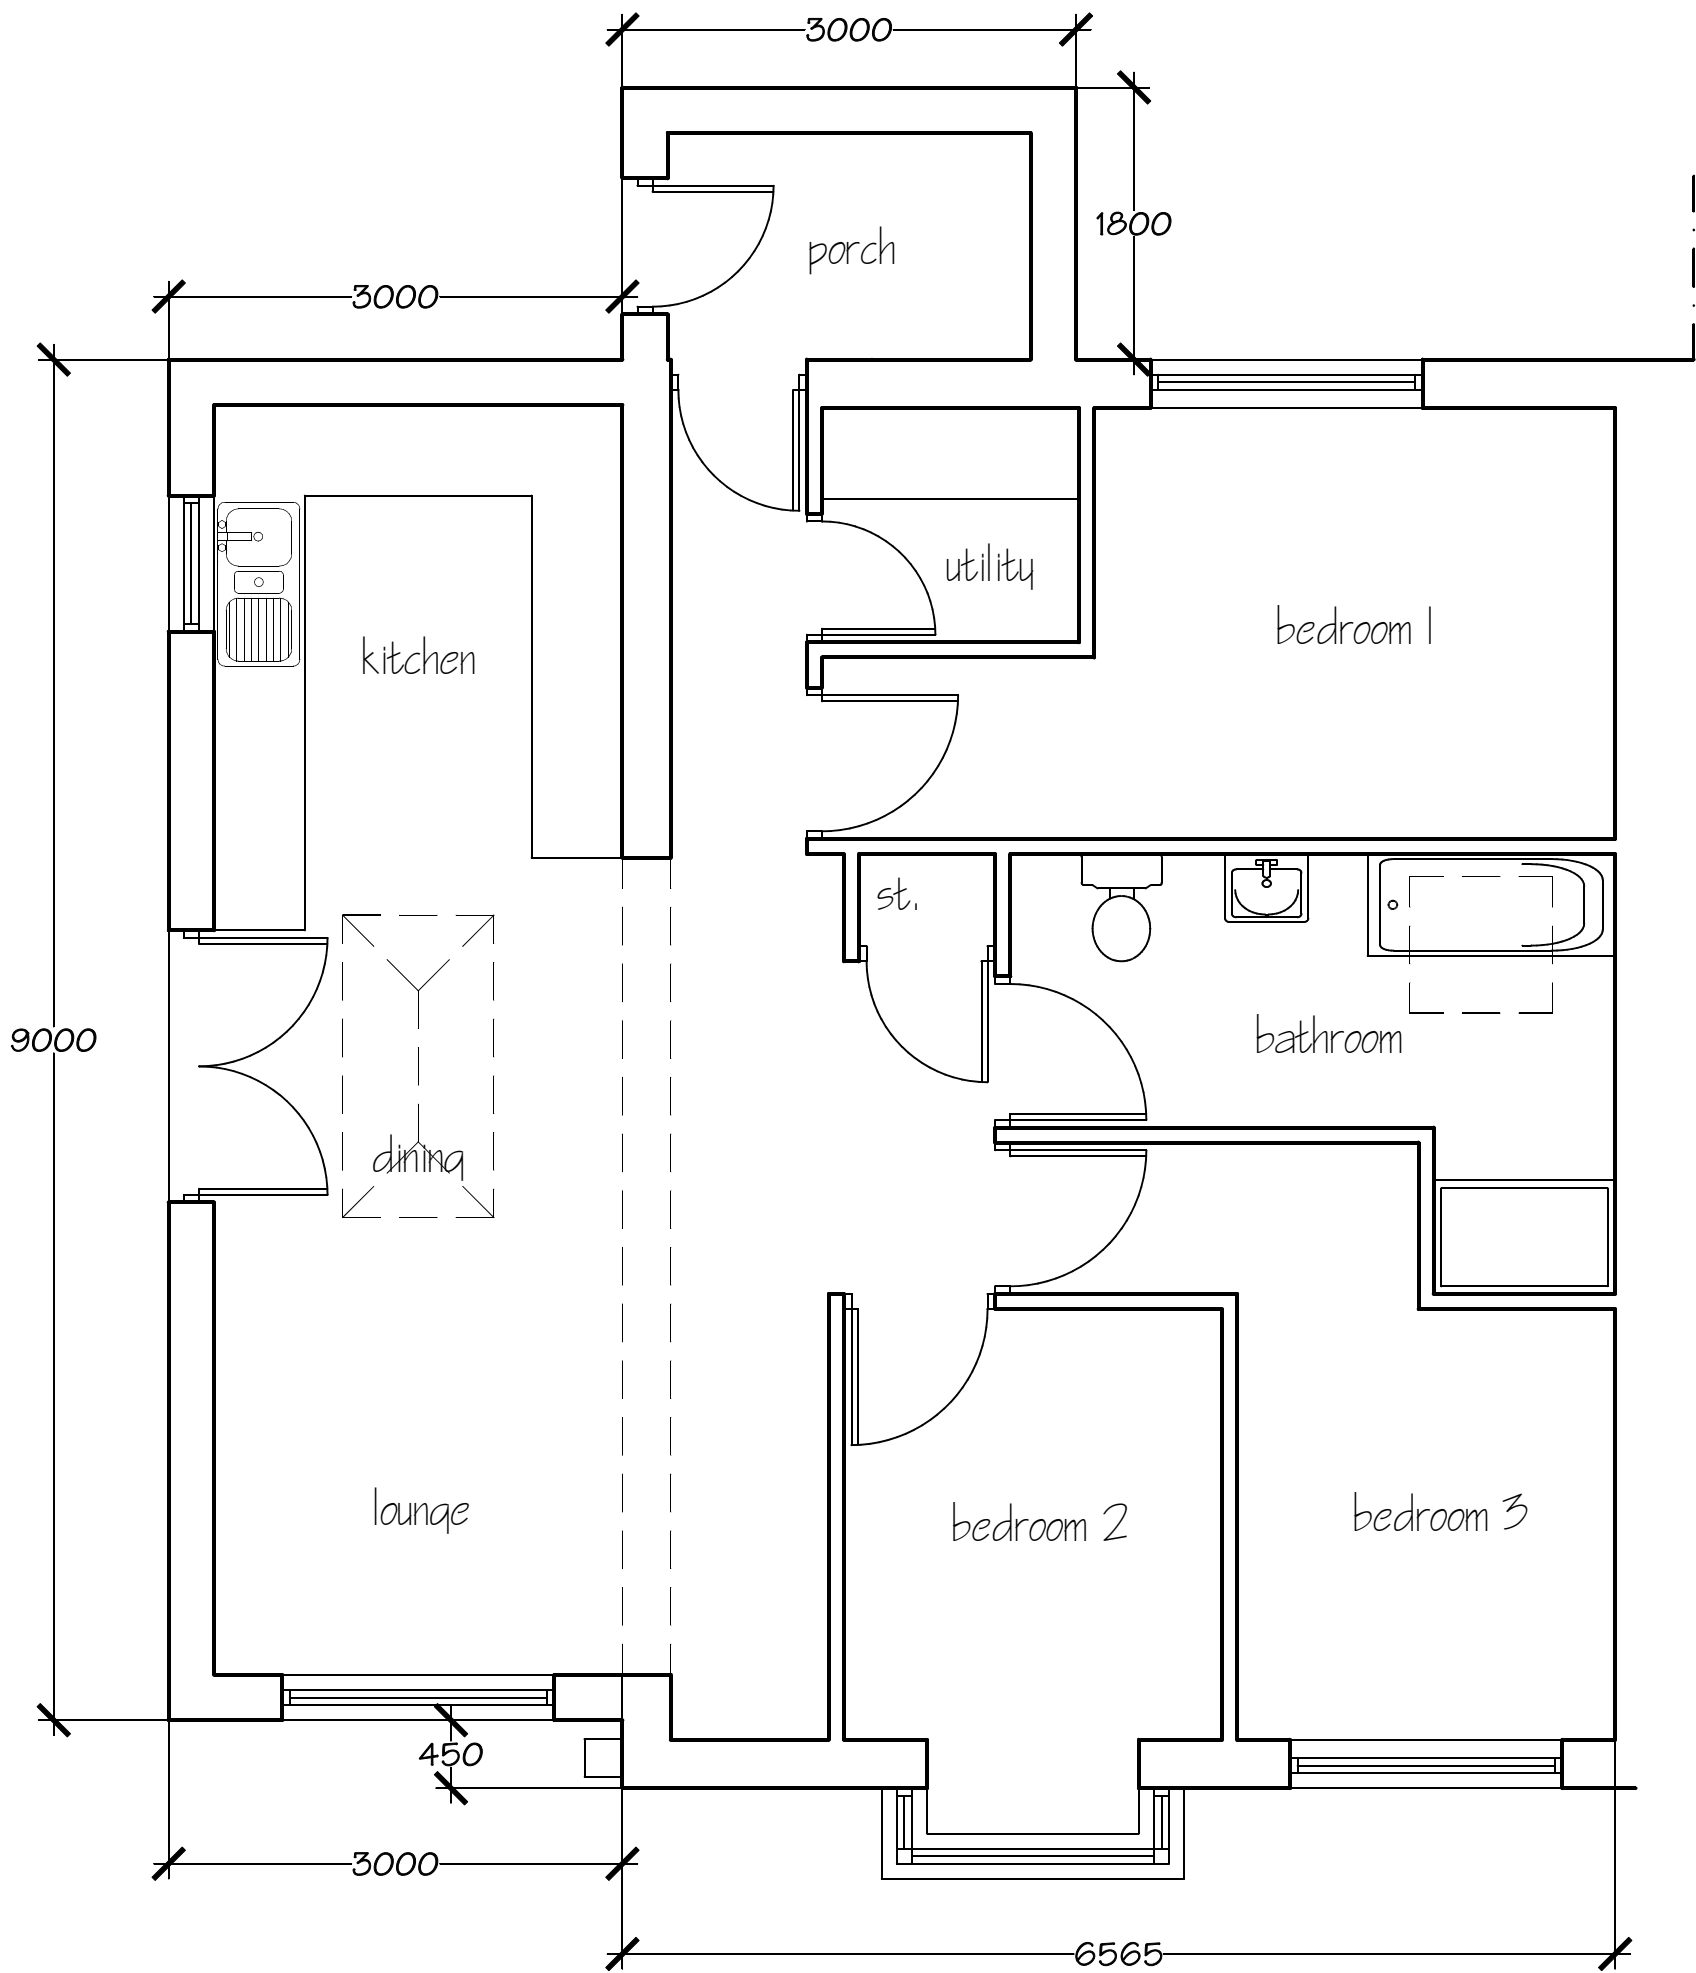 3000
1800
porch
3000
utility
bedroom 1
kitchen
st.
bathroom
9000
dining
lounge
bedroom 2
bedroom 3
450
3000
6565